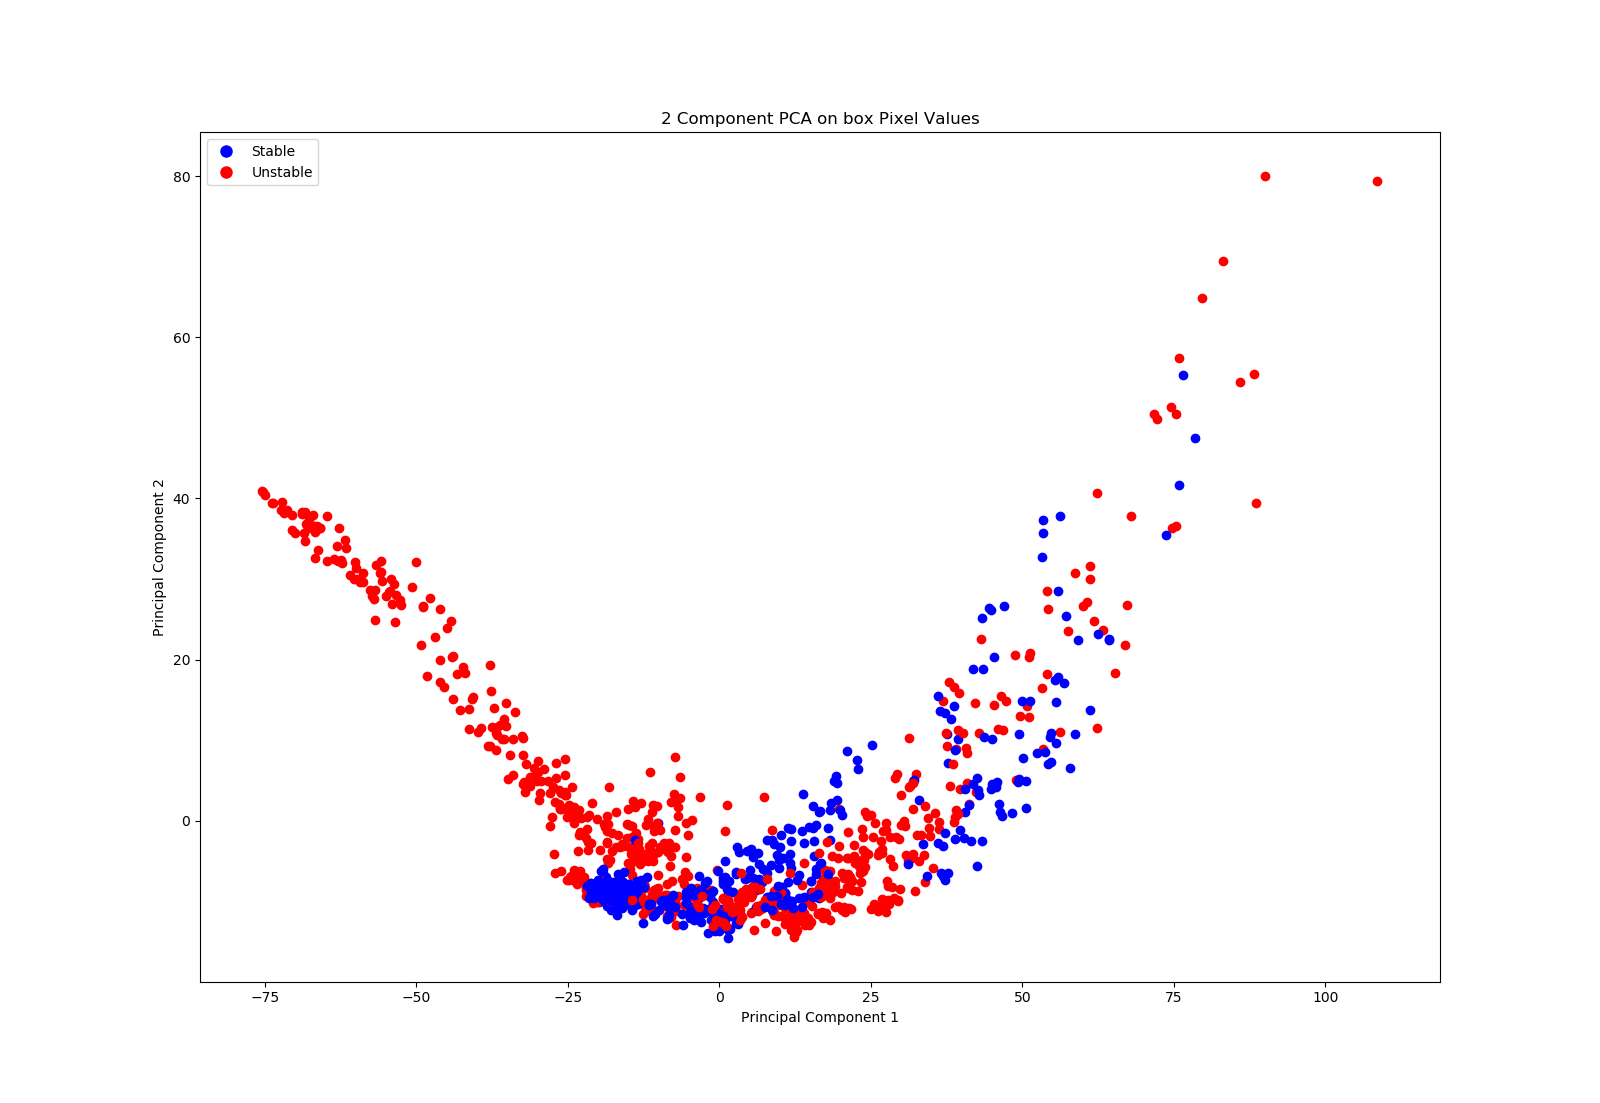 2 Component PCA on box Pixel Values
Stable
Unstable
80
60
40
20
0
Principal Component 2
−75 −50 −25 0 25 50 75 100
Principal Component 1